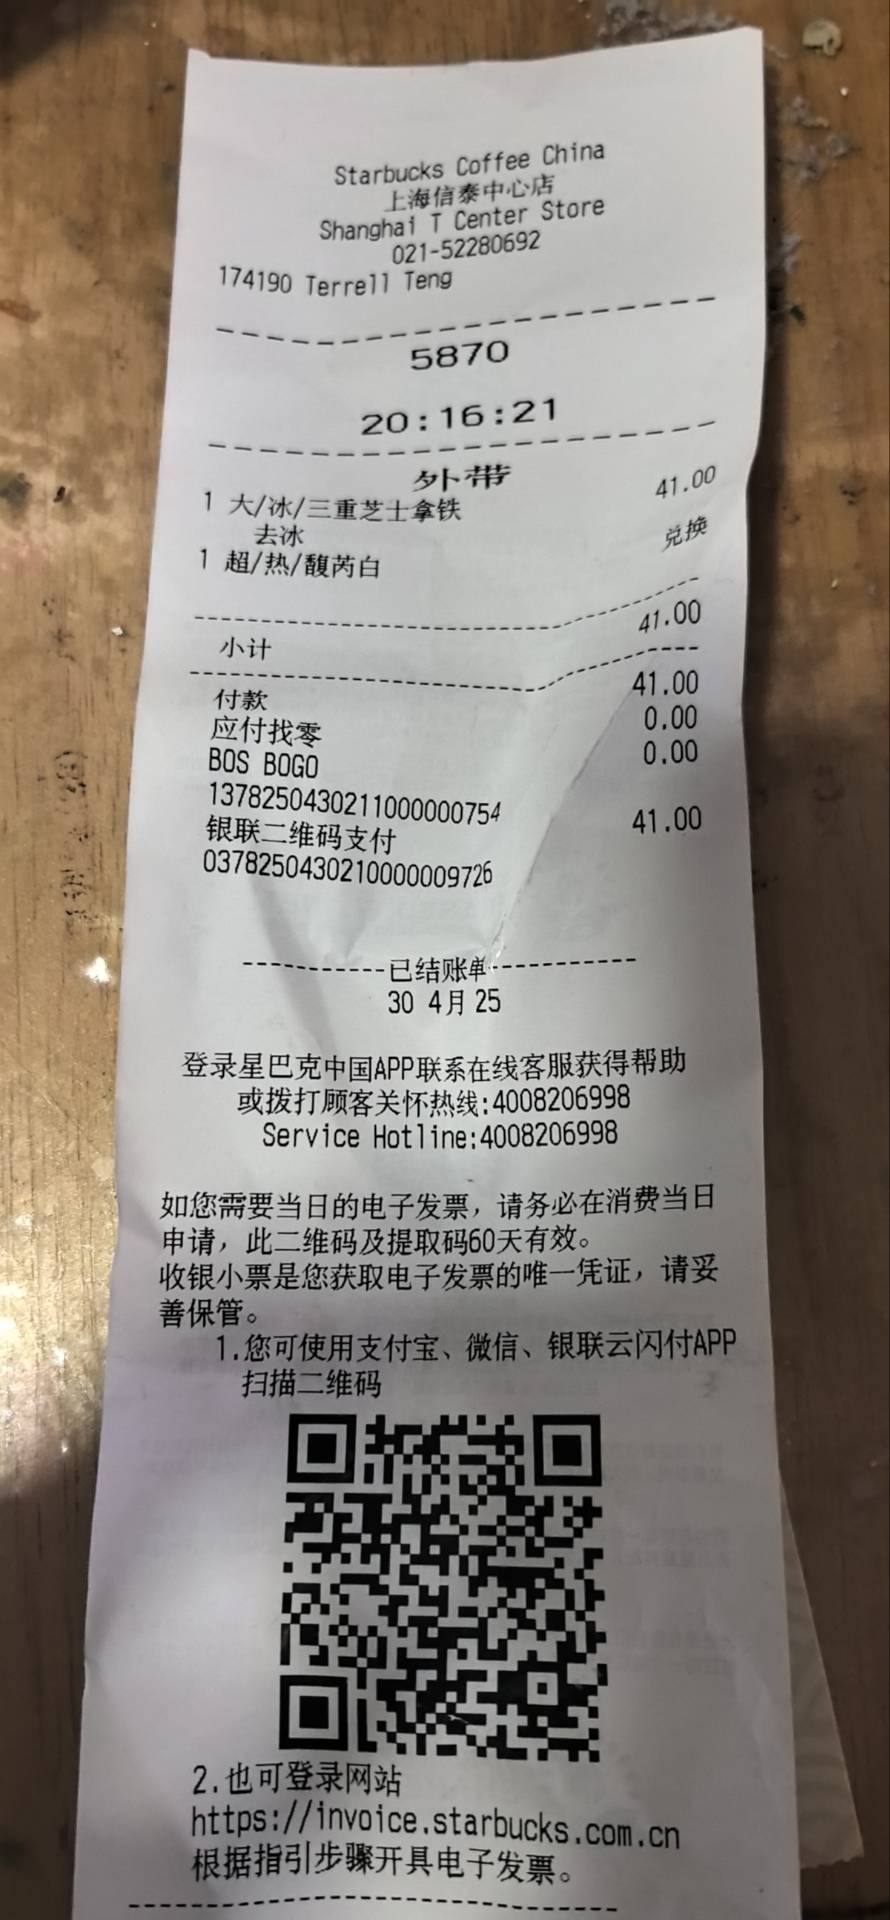 Starbucks Coffee China
上海信泰中心店
Shanghai T Center Store
021-52280692
174190 Terrell Teng
5870
20:16:21
外带
1 大/冰/三重芝士拿铁 41.00
去冰
1 超/热/馥芮白 兑换
小计 41.00
付款 41.00
应付找零 0.00
BOS BOGO 0.00
13782504302110000000754
银联二维码支付 41.00
03782504302100000009726
已结账单
30 4月 25
登录星巴克中国APP联系在线客服获得帮助
或拨打顾客关怀热线:4008206998
Service Hotline:4008206998
如您需要当日的电子发票，请务必在消费当日
申请，此二维码及提取码60天有效。
收银小票是您获取电子发票的唯一凭证，请妥
善保管。
1.您可使用支付宝、微信、银联云闪付APP
扫描二维码
2.也可登录网站
https://invoice.starbucks.com.cn
根据指引步骤开具电子发票。